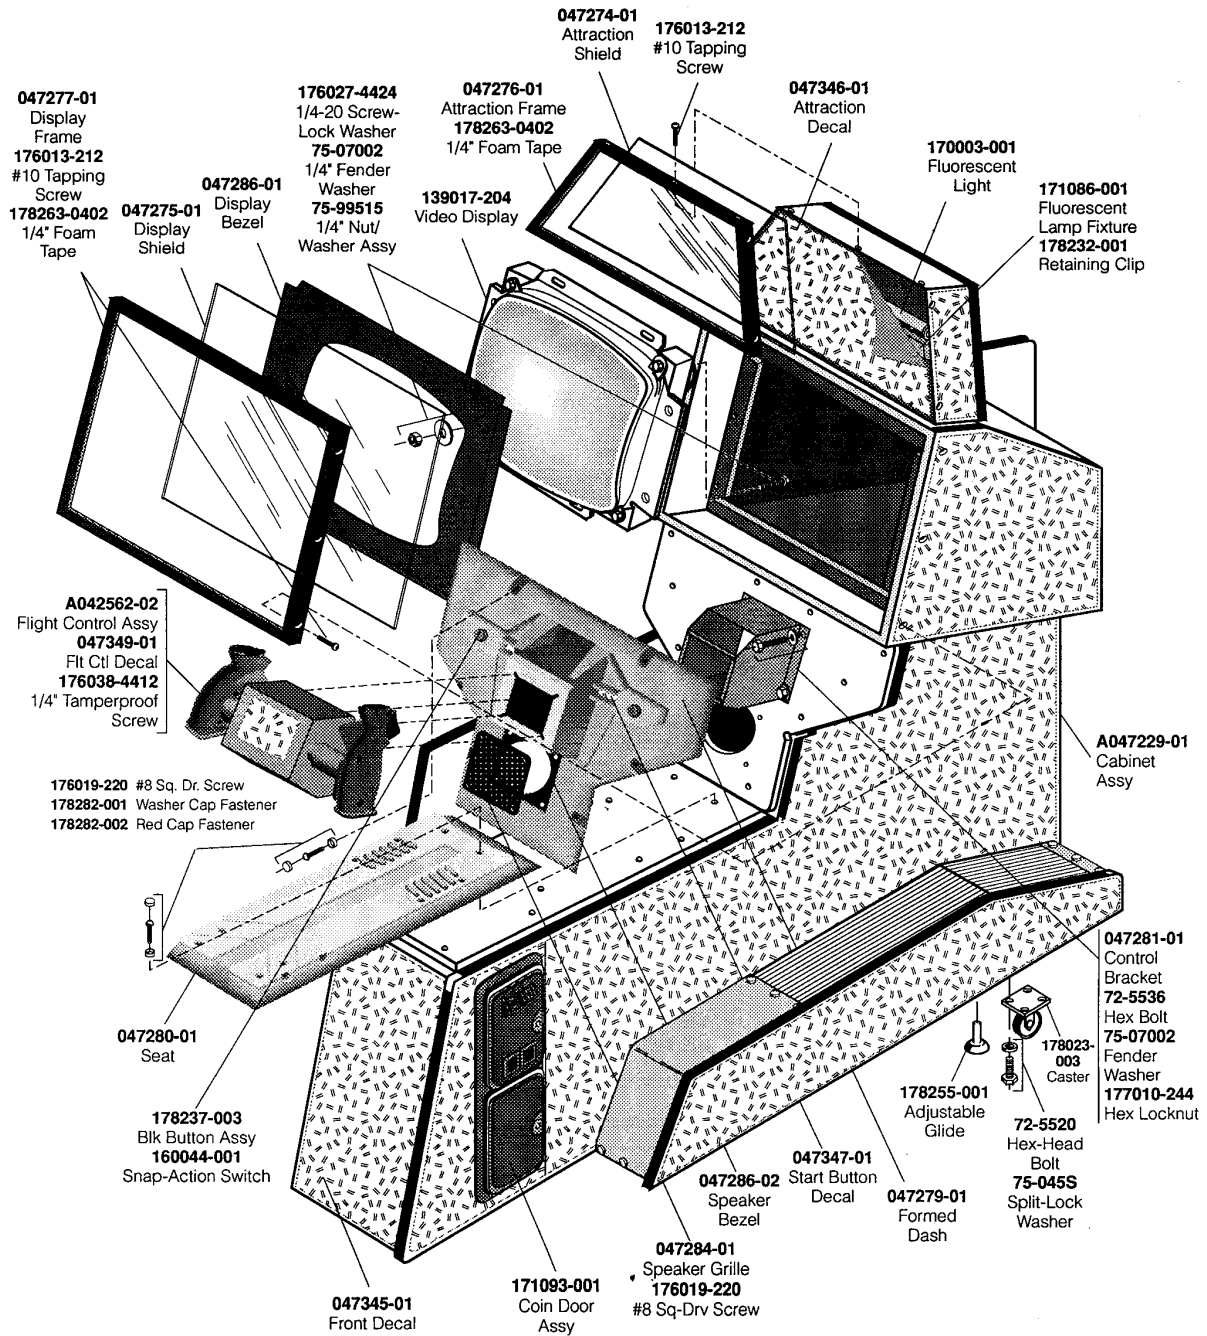 047274-01
Attraction
Shield
176013-212
#10 Tapping
Screw
047277-01
Display
Frame
176013-212
#10 Tapping
Screw
178263-0402
1/4" Foam
Tape
047275-01
Display
Shield
047286-01
Display
Bezel
176027-4424
1/4-20 Screw-
Lock Washer
75-07002
1/4" Fender
Washer
75-99515
1/4" Nut/
Washer Assy
047276-01
Attraction Frame
178263-0402
1/4" Foam Tape
139017-204
Video Display
047346-01
Attraction
Decal
170003-001
Fluorescent
Light
171086-001
Fluorescent
Lamp Fixture
178232-001
Retaining Clip
A042562-02
Flight Control Assy
047349-01
Flt Ctl Decal
176038-4412
1/4" Tamperproof
Screw
176019-220 #8 Sq. Dr. Screw
178282-001 Washer Cap Fastener
178282-002 Red Cap Fastener
A047229-01
Cabinet
Assy
047280-01
Seat
178237-003
Blk Button Assy
160044-001
Snap-Action Switch
047345-01
Front Decal
171093-001
Coin Door
Assy
047284-01
Speaker Grille
176019-220
#8 Sq-Drv Screw
047286-02
Speaker
Bezel
047347-01
Start Button
Decal
047279-01
Formed
Dash
178255-001
Adjustable
Glide
178023-
003
Caster
72-5520
Hex-Head
Bolt
75-045S
Split-Lock
Washer
047281-01
Control
Bracket
72-5536
Hex Bolt
75-07002
Fender
Washer
177010-244
Hex Locknut